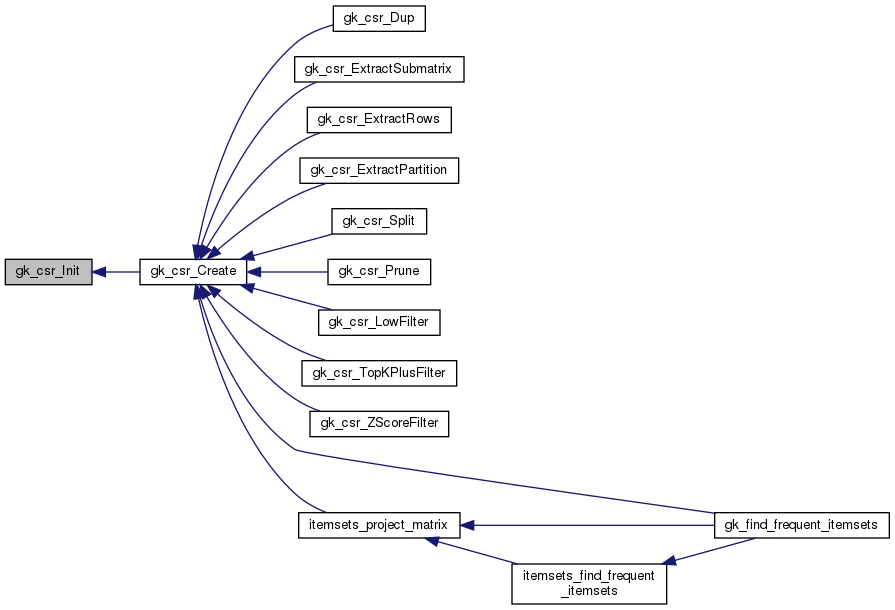 gk_csr_Dup
gk_csr_ExtractSubmatrix
gk_csr_ExtractRows
gk_csr_ExtractPartition
gk_csr_Split
gk_csr_Init
gk_csr_Create
gk_csr_Prune
gk_csr_LowFilter
gk_csr_TopKPlusFilter
gk_csr_ZScoreFilter
itemsets_project_matrix
gk_find_frequent_itemsets
itemsets_find_frequent
_itemsets